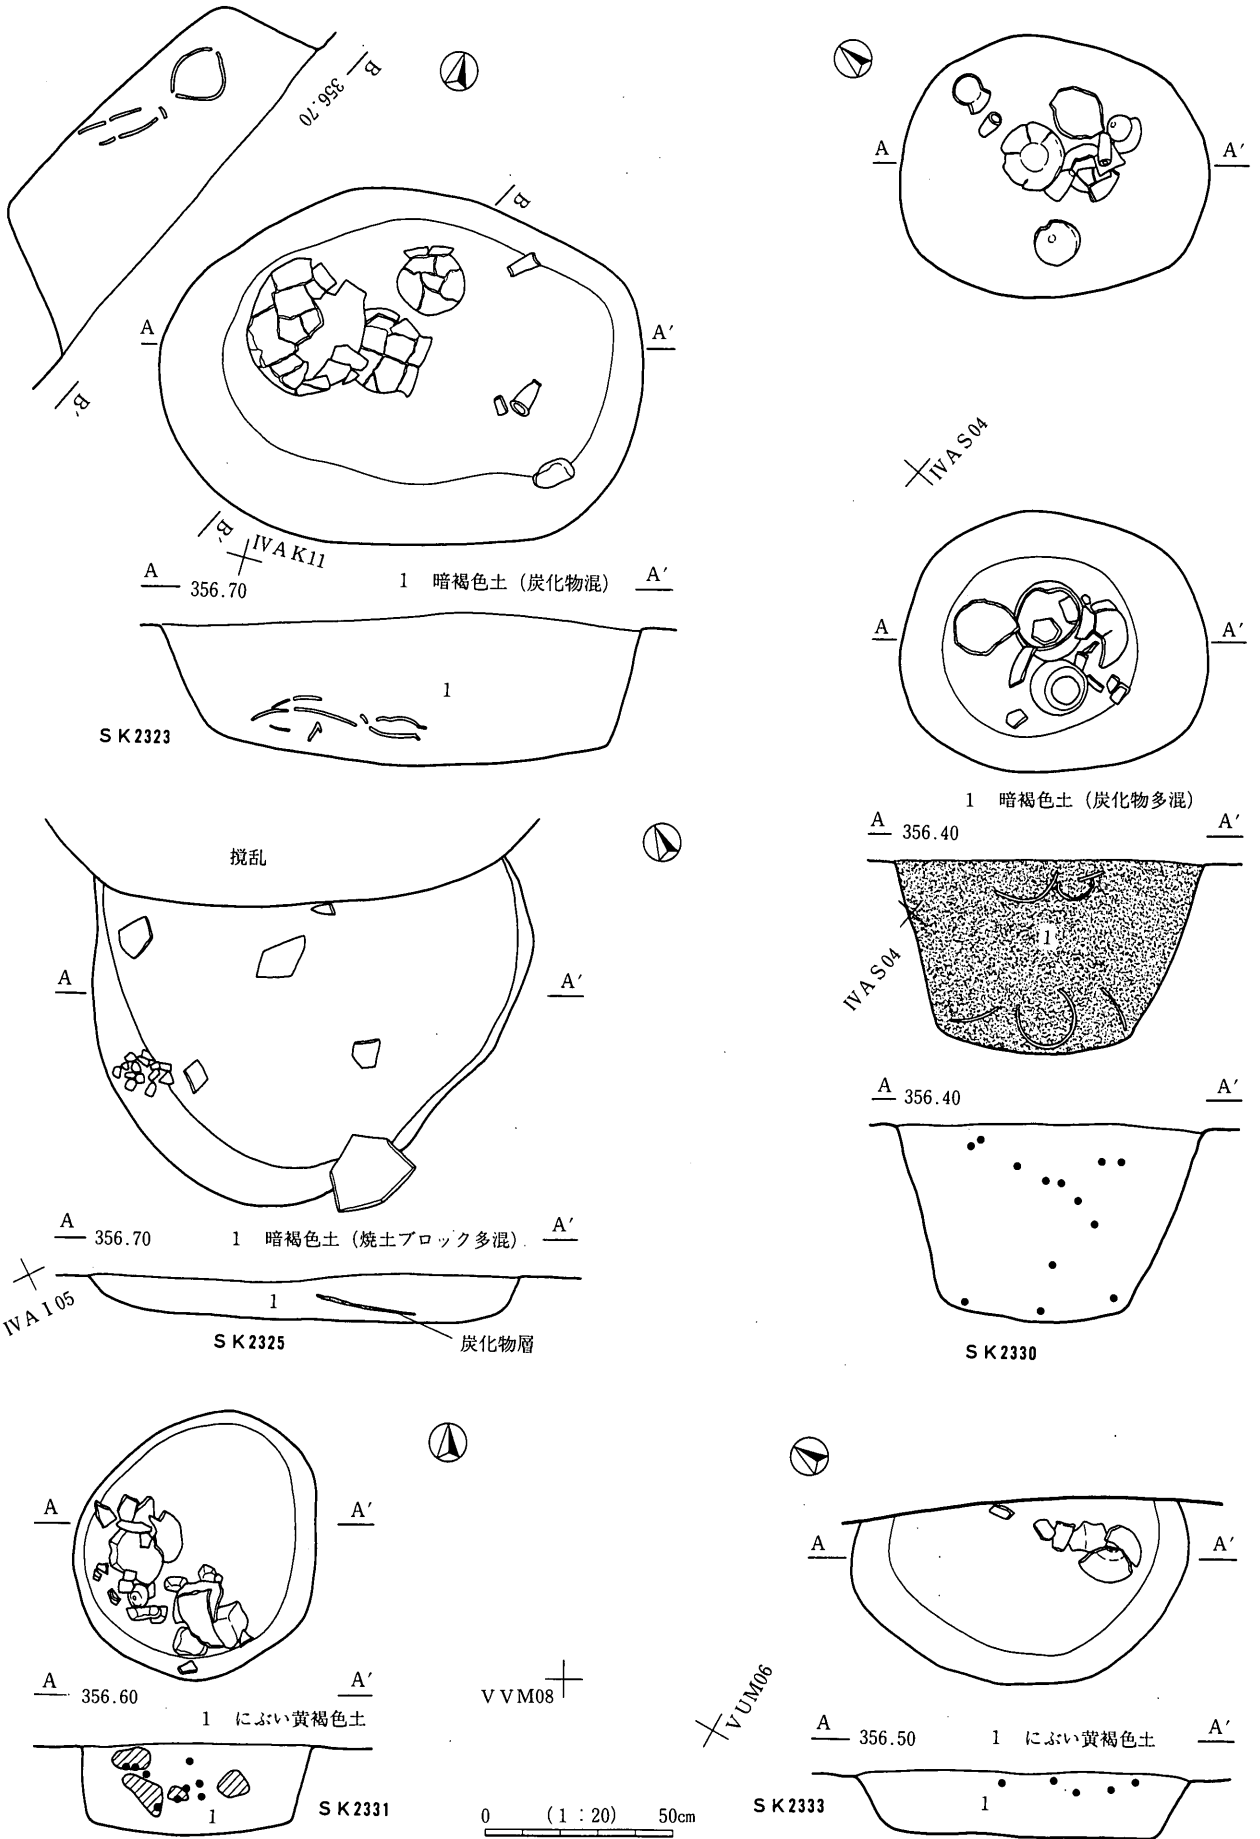 B 356.70
B′
B
A A′
B′
IVAK11
A 356.70 1 暗褐色土（炭化物混） A′
1
SK2323
A A′
IVAS04
A A′
1 暗褐色土（炭化物多混）
A 356.40 A′
1
IVAS04
A 356.40 A′
SK2330
撹乱
A A′
A 356.70 1 暗褐色土（焼土ブロック多混） A′
IVAI05
1
SK2325
炭化物層
A A′
A 356.60 A′
1 にぶい黄褐色土
1
SK2331
VVM08
0 (1：20) 50cm
A A′
VUM06
A 356.50 1 にぶい黄褐色土 A′
1
SK2333